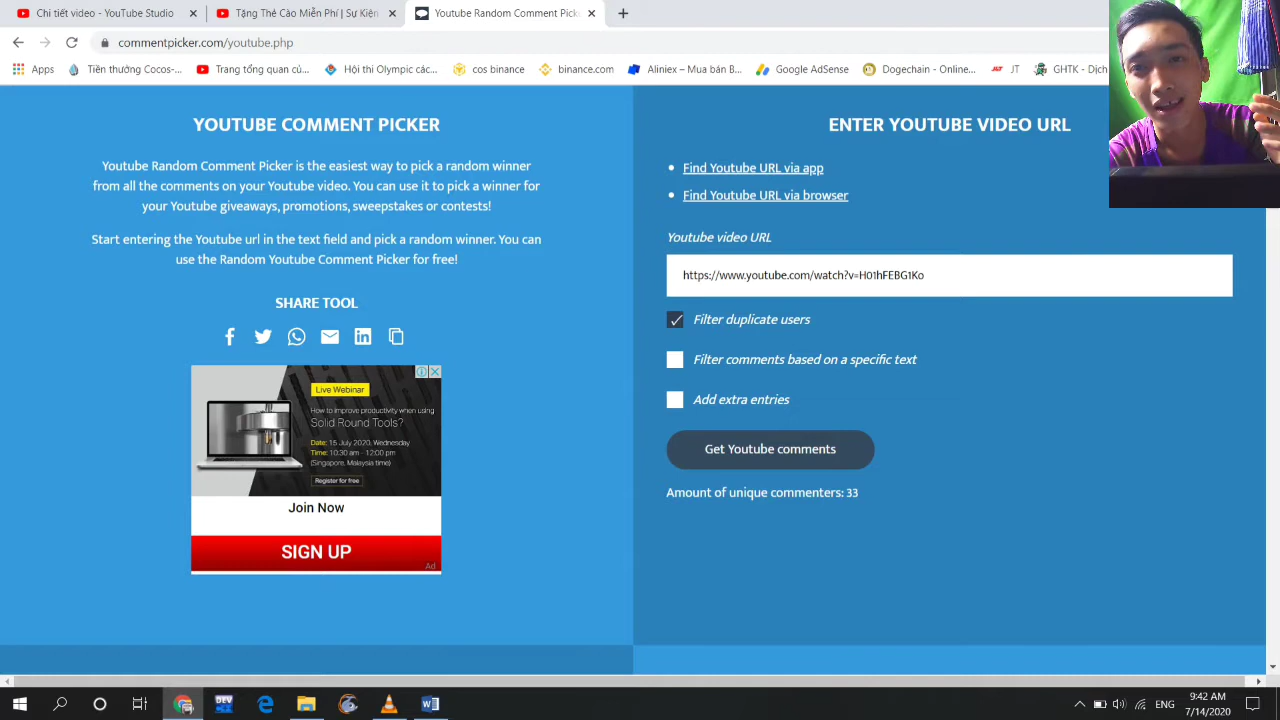 Chi tiết video - YouTube Studio
Tặng Thẻ Cào Miễn Phí | Sự Kiện
Youtube Random Comment Pick
commentpicker.com/youtube.php
Apps
Tiền thưởng Cocos-...
Trang tổng quan củ...
Hội thi Olympic các...
cos binance
binance.com
Aliniex – Mua bán B...
Google AdSense
Dogechain - Online...
JLT
JT
GHTK - Dịch
YOUTUBE COMMENT PICKER
Youtube Random Comment Picker is the easiest way to pick a random winner
from all the comments on your Youtube video. You can use it to pick a winner for
your Youtube giveaways, promotions, sweepstakes or contests!
Start entering the Youtube url in the text field and pick a random winner. You can
use the Random Youtube Comment Picker for free!
SHARE TOOL
Live Webinar
How to improve productivity when using
Solid Round Tools?
Date: 15 July 2020, Wednesday
Time: 10:30 am - 12:00 pm
(Singapore, Malaysia time)
Register for free
Join Now
SIGN UP
Ad
ENTER YOUTUBE VIDEO URL
Find Youtube URL via app
Find Youtube URL via browser
Youtube video URL
https://www.youtube.com/watch?v=H01hFEBG1Ko
Filter duplicate users
Filter comments based on a specific text
Add extra entries
Get Youtube comments
Amount of unique commenters: 33
DEV
ENG
9:42 AM
7/14/2020